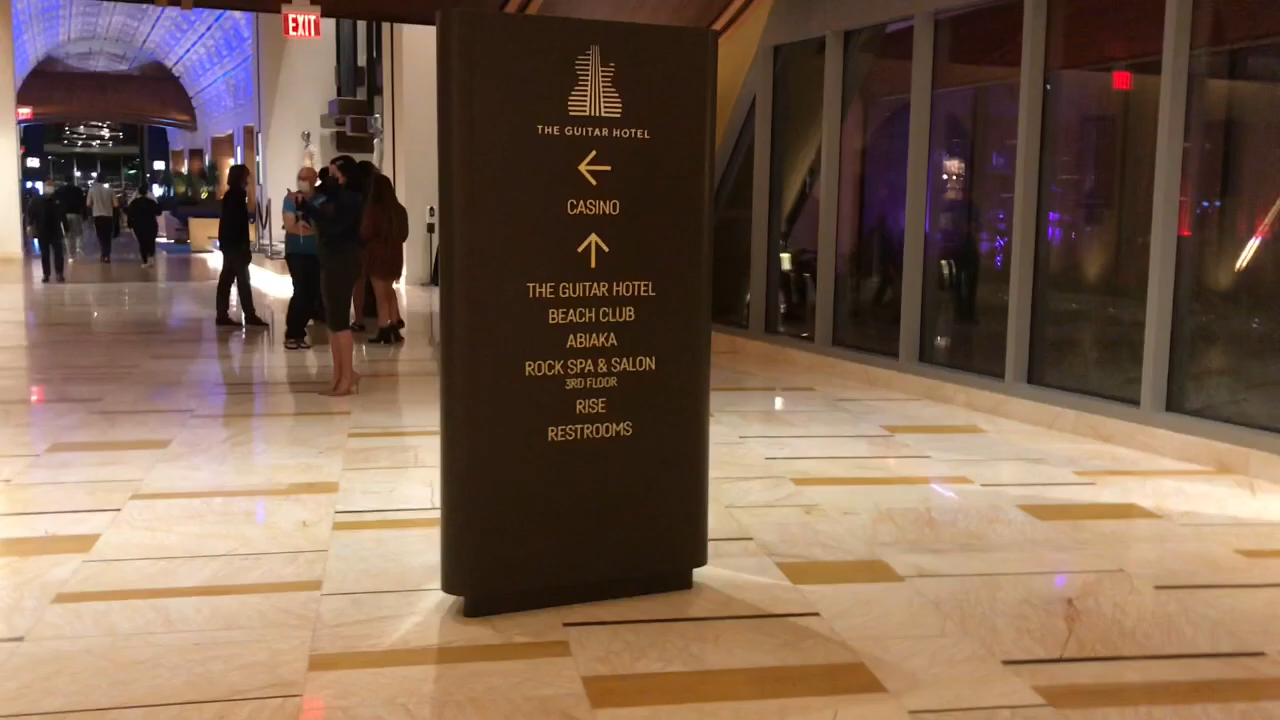 EXIT
THE GUITAR HOTEL
CASINO
THE GUITAR HOTEL
BEACH CLUB
ABIAKA
ROCK SPA & SALON
3RD FLOOR
RISE
RESTROOMS